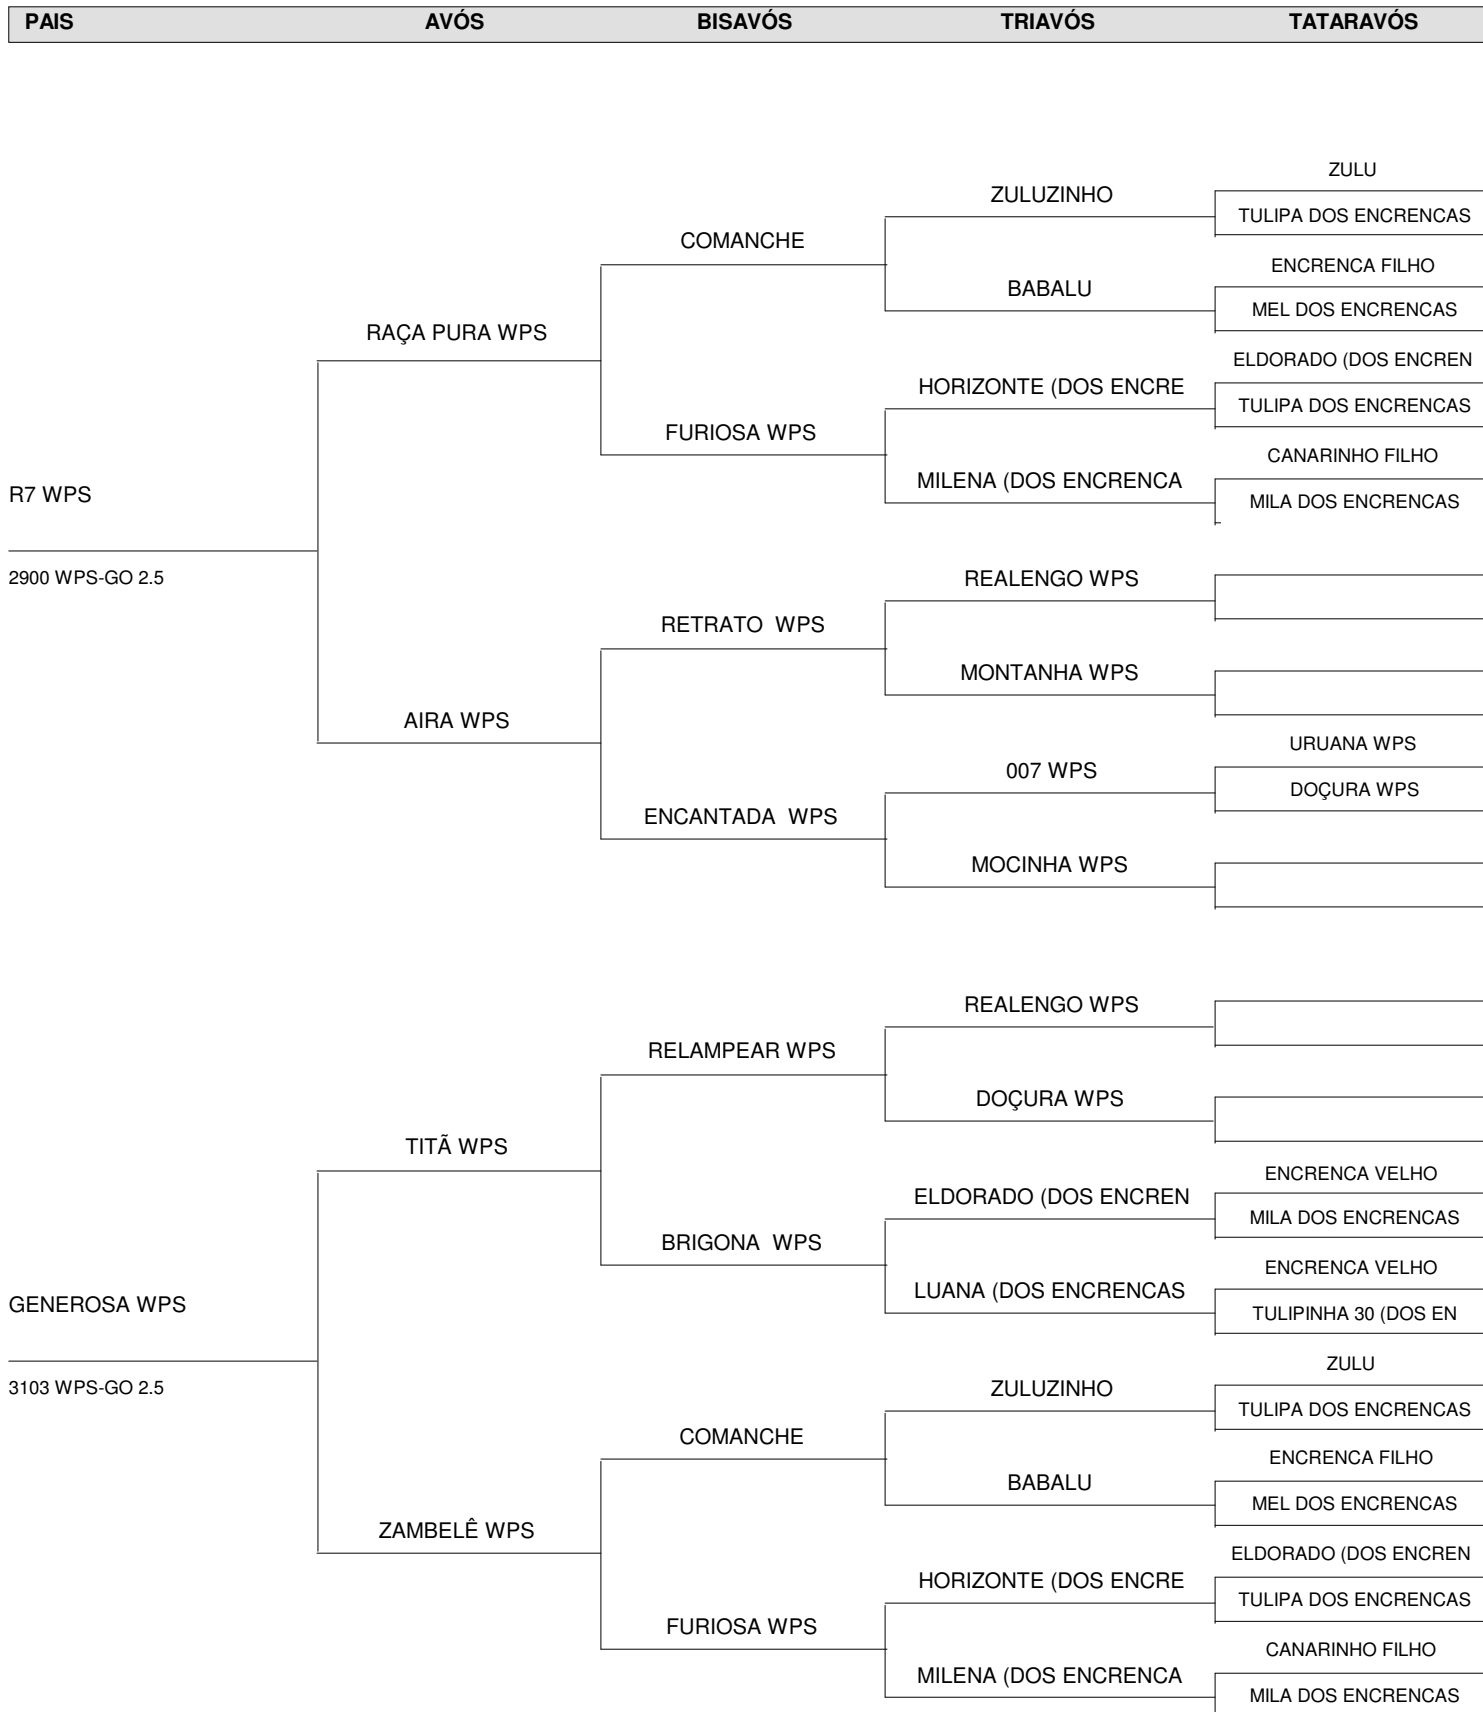 PAIS AVÓS BISAVÓS TRIAVÓS TATARAVÓS
ZULU
ZULUZINHO
TULIPA DOS ENCRENCAS
COMANCHE
ENCRENCA FILHO
BABALU
MEL DOS ENCRENCAS
RAÇA PURA WPS
ELDORADO (DOS ENCREN
HORIZONTE (DOS ENCRE
TULIPA DOS ENCRENCAS
FURIOSA WPS
CANARINHO FILHO
MILENA (DOS ENCRENCA
R7 WPS
MILA DOS ENCRENCAS
2900 WPS-GO 2.5
REALENGO WPS
RETRATO WPS
MONTANHA WPS
AIRA WPS
URUANA WPS
007 WPS
DOÇURA WPS
ENCANTADA WPS
MOCINHA WPS
REALENGO WPS
RELAMPEAR WPS
DOÇURA WPS
TITÃ WPS
ENCRENCA VELHO
ELDORADO (DOS ENCREN
MILA DOS ENCRENCAS
BRIGONA WPS
ENCRENCA VELHO
LUANA (DOS ENCRENCAS
GENEROSA WPS
TULIPINHA 30 (DOS EN
ZULU
3103 WPS-GO 2.5
ZULUZINHO
TULIPA DOS ENCRENCAS
COMANCHE
ENCRENCA FILHO
BABALU
MEL DOS ENCRENCAS
ZAMBELÊ WPS
ELDORADO (DOS ENCREN
HORIZONTE (DOS ENCRE
TULIPA DOS ENCRENCAS
FURIOSA WPS
CANARINHO FILHO
MILENA (DOS ENCRENCA
MILA DOS ENCRENCAS